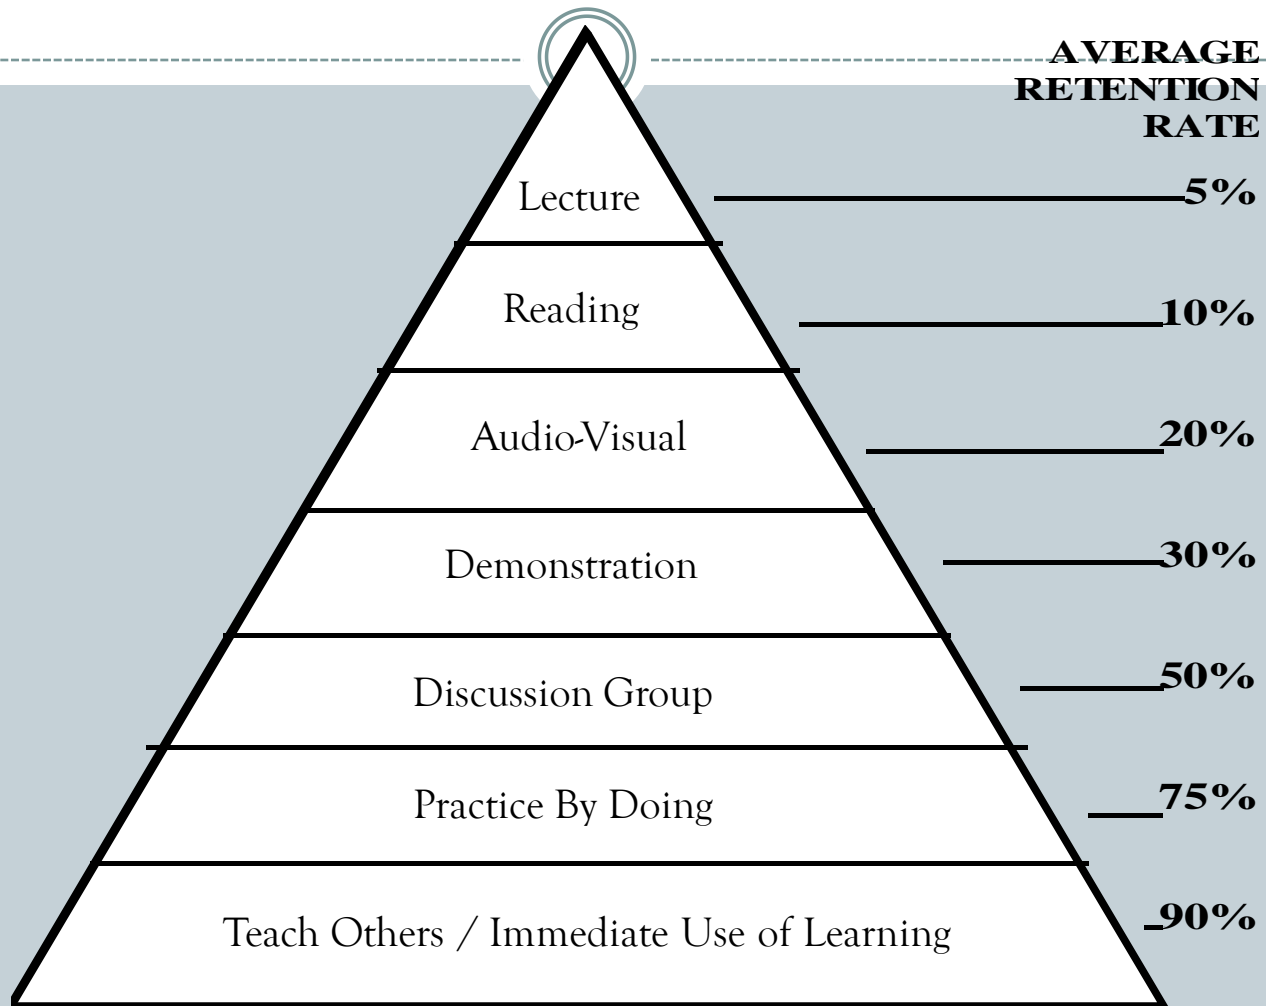 AVERAGE
RETENTION
RATE
Lecture 5%
Reading 10%
Audio-Visual 20%
Demonstration 30%
Discussion Group 50%
Practice By Doing 75%
Teach Others / Immediate Use of Learning 90%